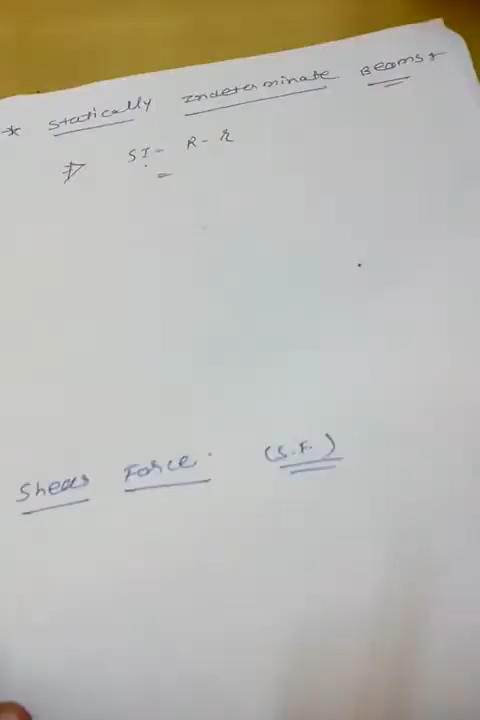 * Statically Indeterminate Beams
SI = R - r
Shear Force. (S.F.)